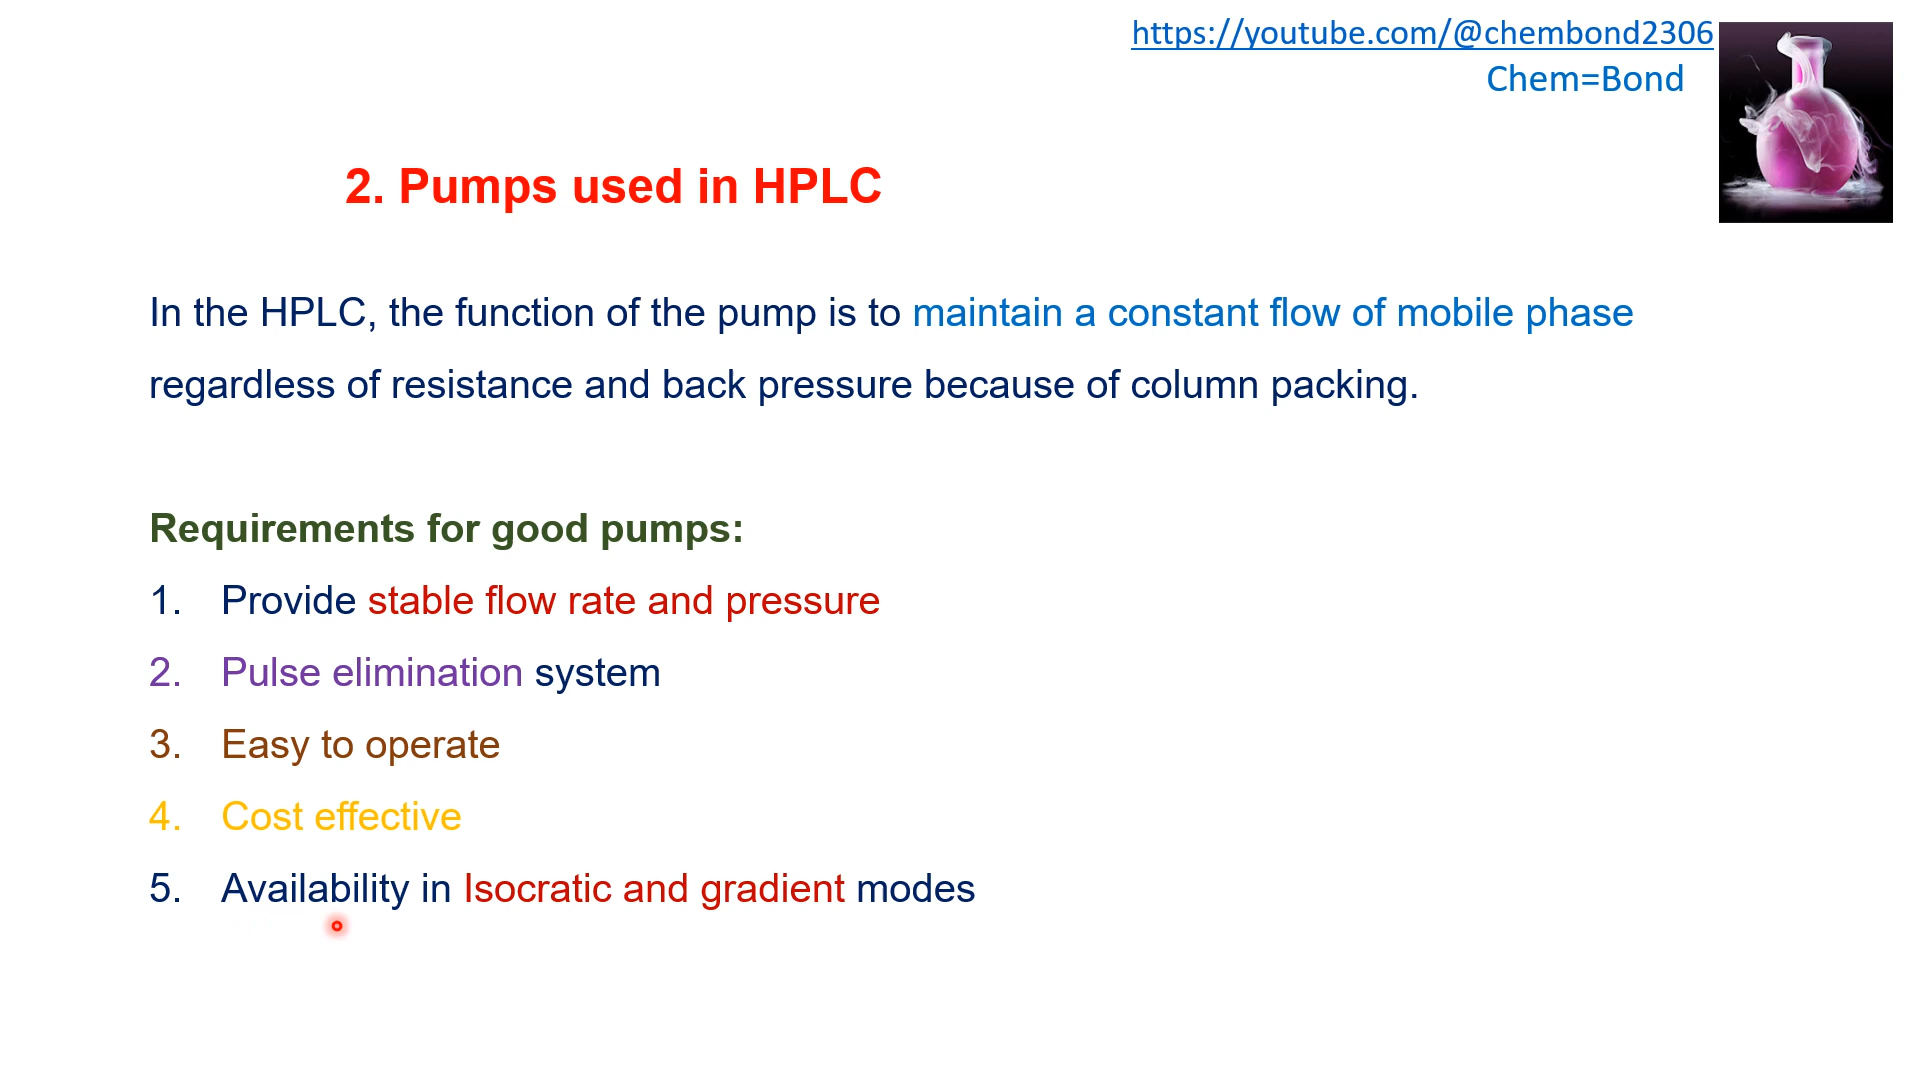 https://youtube.com/@chembond2306
Chem=Bond
2. Pumps used in HPLC
In the HPLC, the function of the pump is to maintain a constant flow of mobile phase
regardless of resistance and back pressure because of column packing.
Requirements for good pumps:
1. Provide stable flow rate and pressure
2. Pulse elimination system
3. Easy to operate
4. Cost effective
5. Availability in Isocratic and gradient modes